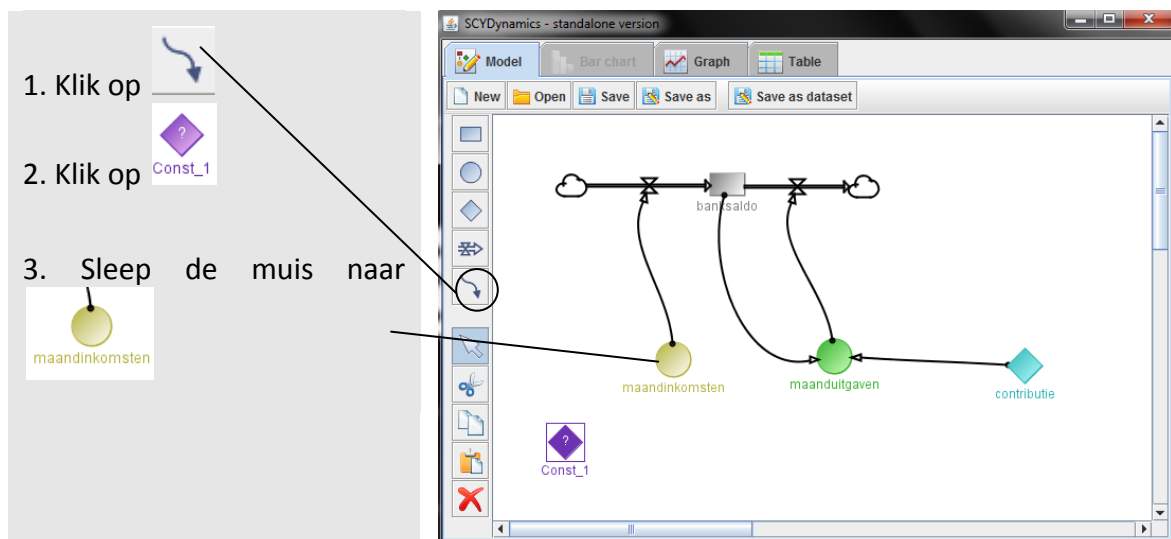 1. Klik op
2. Klik op
Const_1
?
3. Sleep de muis naar
maandinkomsten
SCYDynamics - standalone version
Model
Bar chart
Graph
Table
New
Open
Save
Save as
Save as dataset
banksaldo
maandinkomsten
maanduitgaven
contributie
?
Const_1